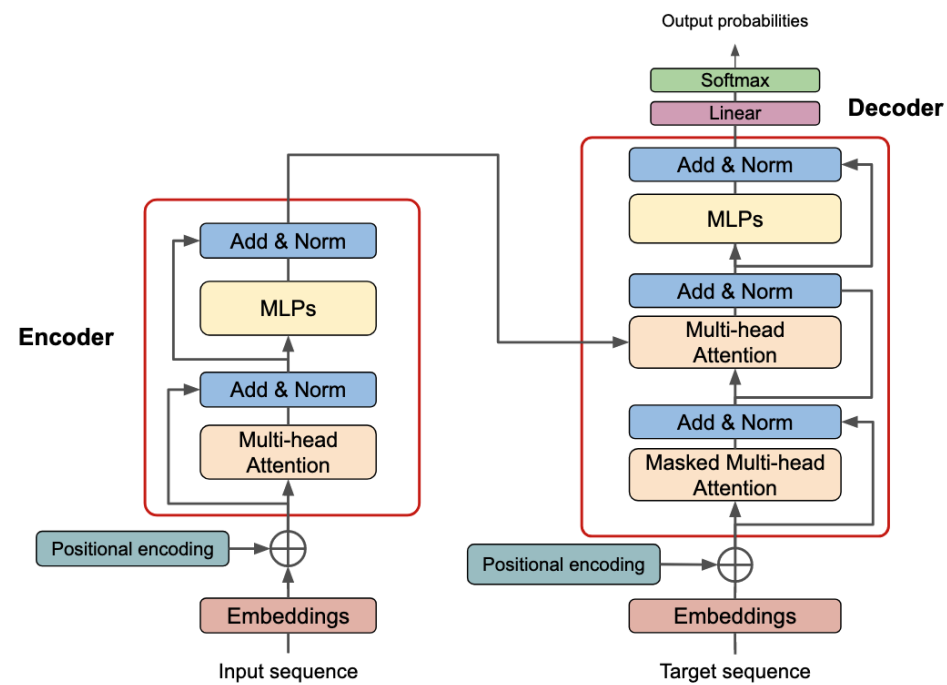 Output probabilities
Softmax
Linear
Decoder
Add & Norm
MLPs
Add & Norm
Multi-head
Attention
Add & Norm
Masked Multi-head
Attention
Positional encoding
Embeddings
Target sequence
Encoder
Add & Norm
MLPs
Add & Norm
Multi-head
Attention
Positional encoding
Embeddings
Input sequence